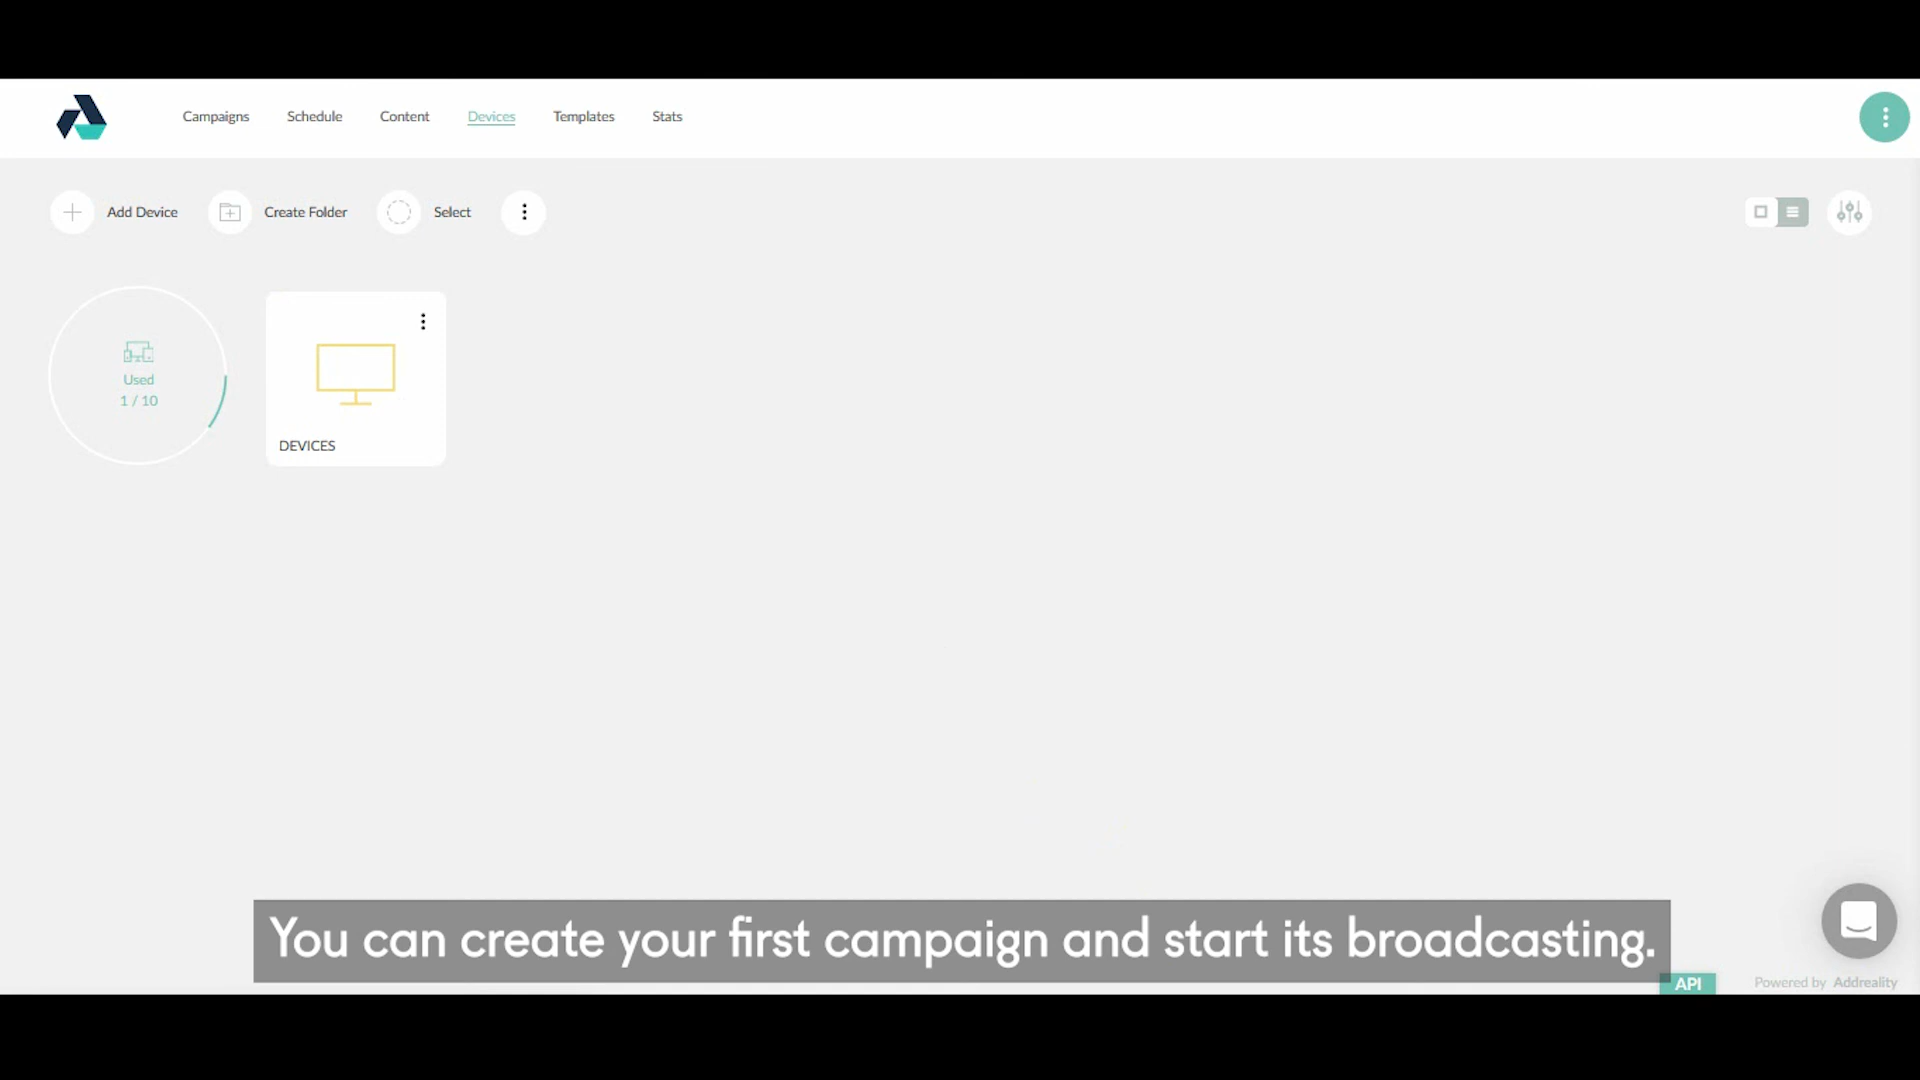 Campaigns Schedule Content Devices Templates Stats
Add Device Create Folder Select
Used
1 / 10
DEVICES
You can create your first campaign and start its broadcasting.
API Powered by Addreality